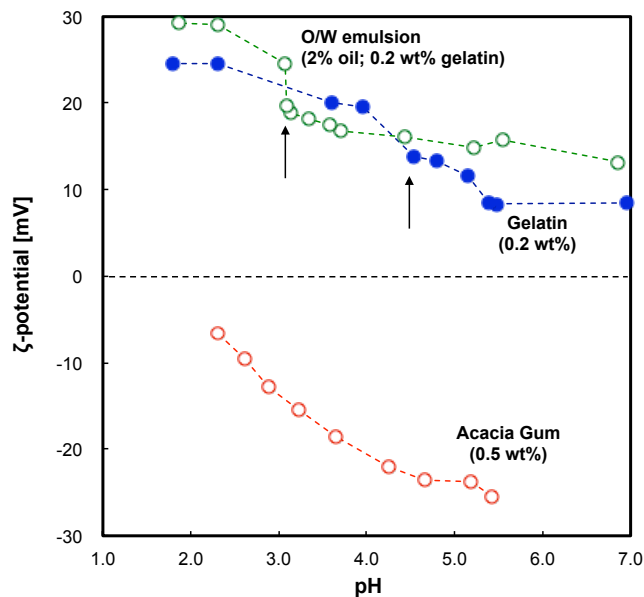 30
20
10
0
-10
-20
-30
1.0 2.0 3.0 4.0 5.0 6.0 7.0
ζ-potential [mV]
pH
O/W emulsion
(2% oil; 0.2 wt% gelatin)
Gelatin
(0.2 wt%)
Acacia Gum
(0.5 wt%)